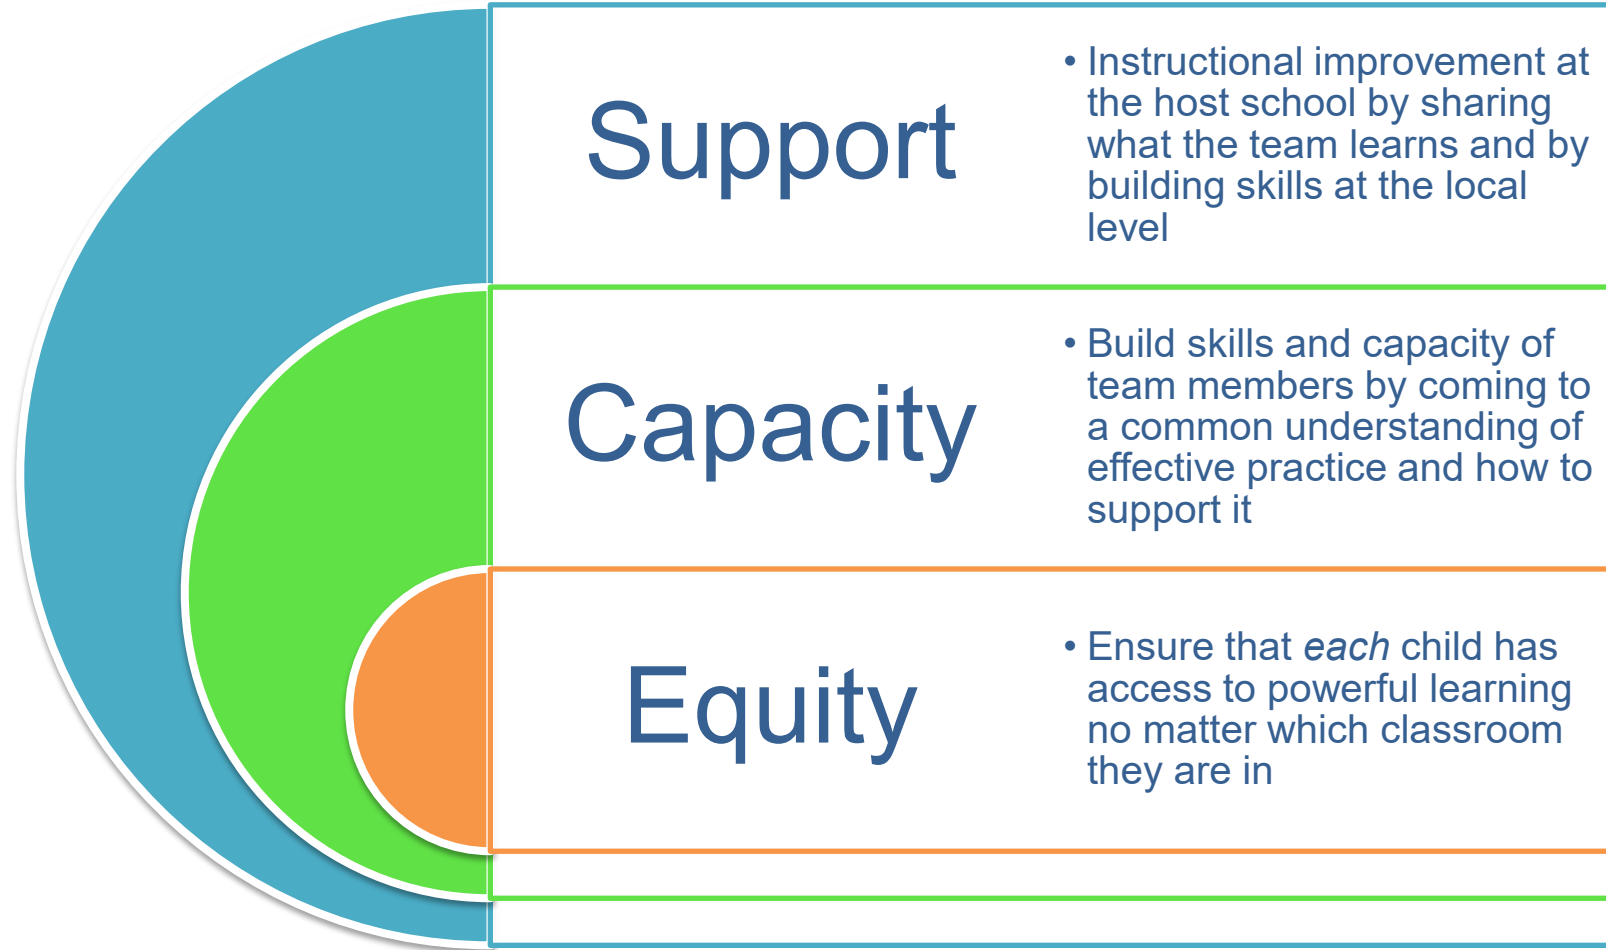 Support
• Instructional improvement at
the host school by sharing
what the team learns and by
building skills at the local
level
Capacity
• Build skills and capacity of
team members by coming to
a common understanding of
effective practice and how to
support it
Equity
• Ensure that each child has
access to powerful learning
no matter which classroom
they are in